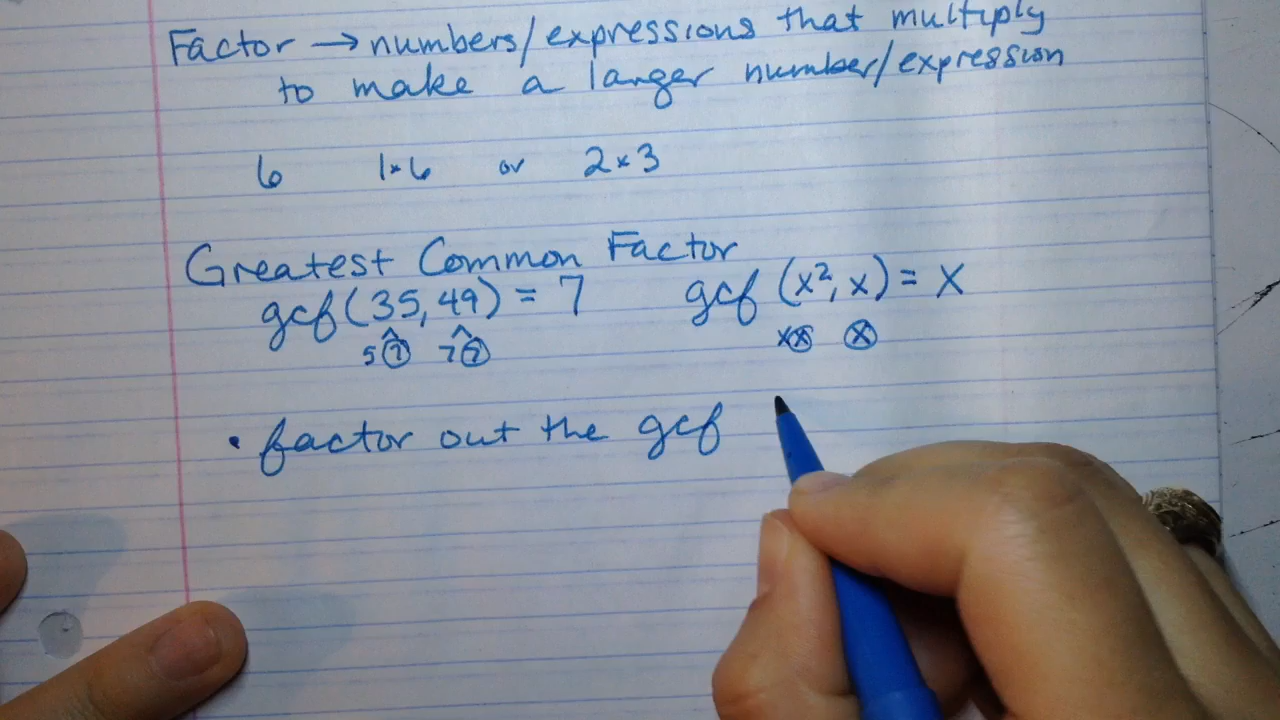 Factor → numbers/expressions that multiply
to make a larger number/expression
6 1×6 or 2×3
Greatest Common Factor
gcf(35,49) = 7 gcf(x²,x) = x
5 7 7 7 x x x
• factor out the gcf